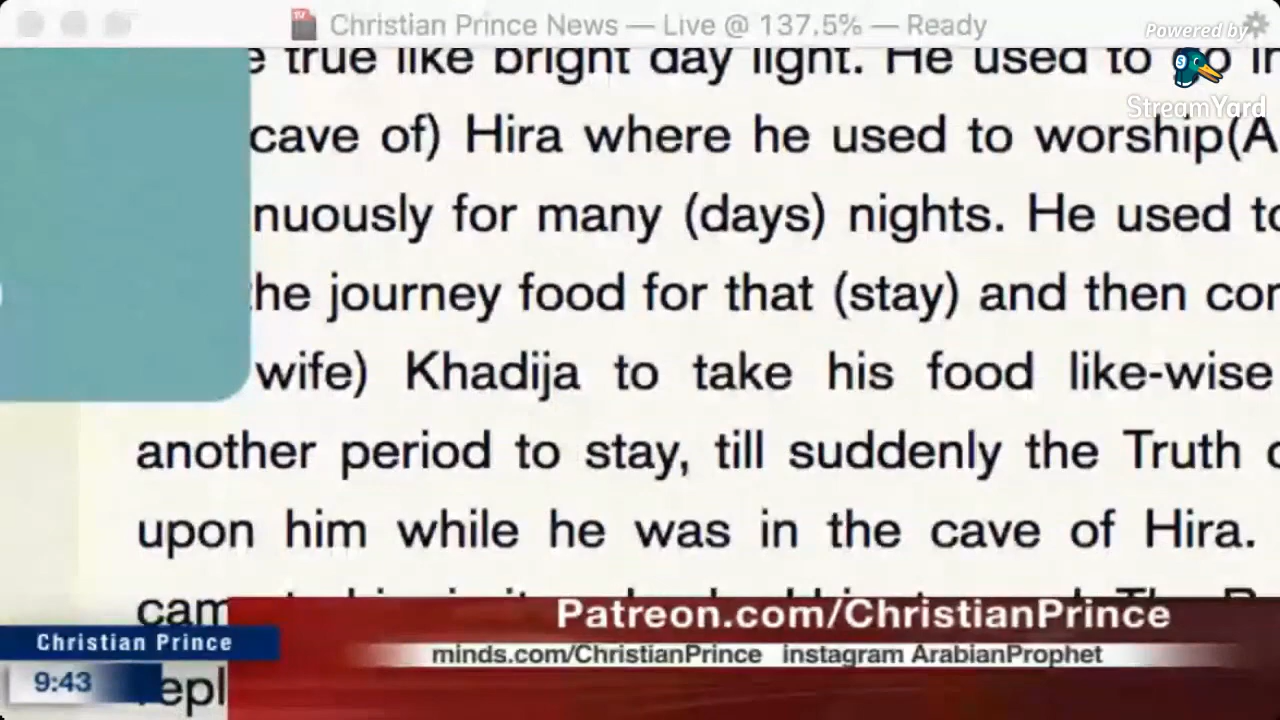 Christian Prince News — Live @ 137.5% — Ready
Powered by
StreamYard
true like bright day light. He used to go in
cave of) Hira where he used to worship(A
nuously for many (days) nights. He used to
the journey food for that (stay) and then
wife) Khadija to take his food like-wise
another period to stay, till suddenly the Truth
upon him while he was in the cave of Hira.
Patreon.com/ChristianPrince
Christian Prince
minds.com/ChristianPrince instagram ArabianProphet
9:43